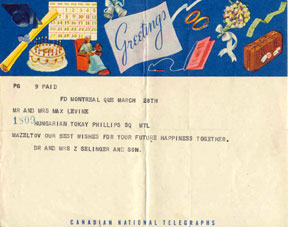 Greetings
PG 9 PAID
FD MONTREAL QUE MARCH 28TH
MR AND MRS MAX LEVINE
1809
HUNGARIAN TOKAY PHILLIPS SQ MTL
MAZELTOV OUR BEST WISHES FOR YOUR FUTURE HAPPINESS TOGETHER.
DR AND MRS Z SELINGER AND SON.
CANADIAN NATIONAL TELEGRAPHS